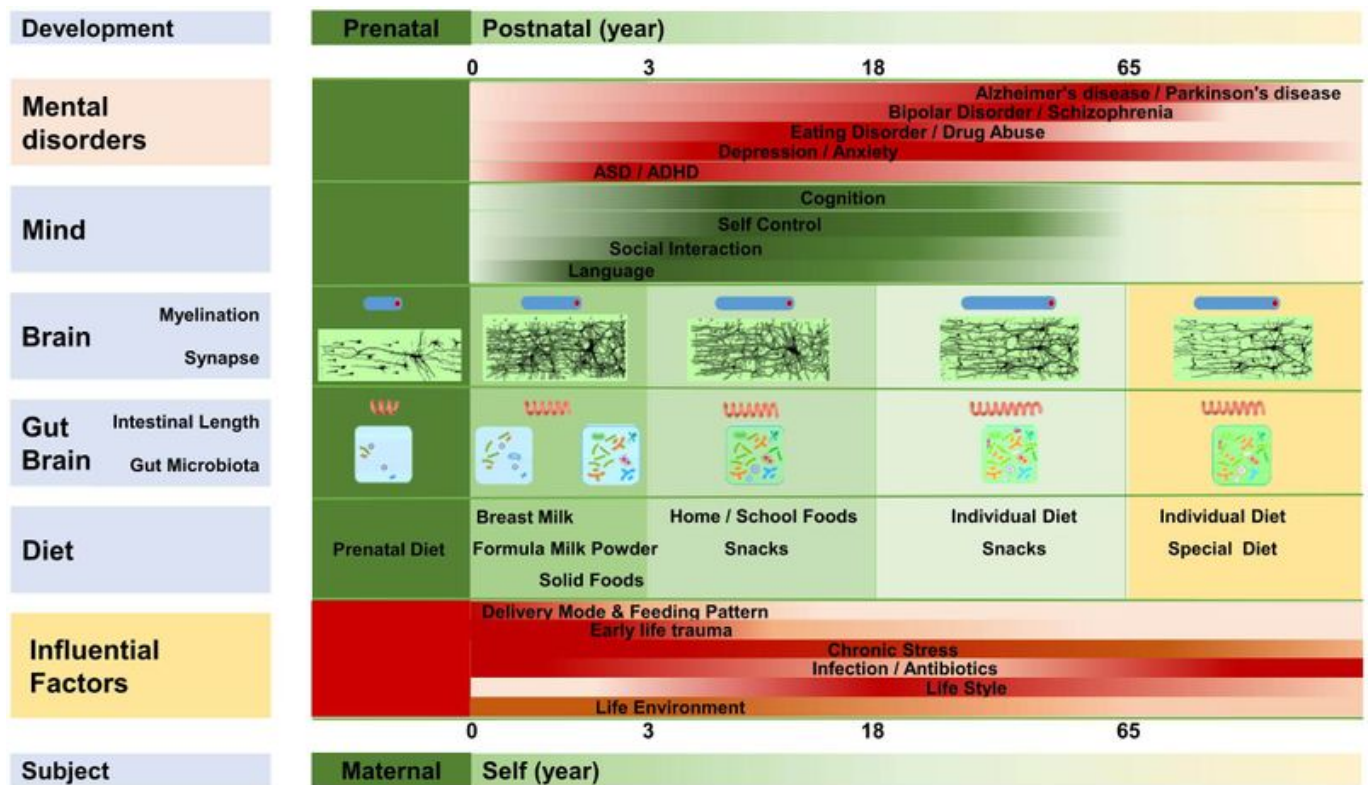 Development Prenatal Postnatal (year)
0 3 18 65
Mental
disorders
Alzheimer's disease / Parkinson's disease
Bipolar Disorder / Schizophrenia
Eating Disorder / Drug Abuse
Depression / Anxiety
ASD / ADHD
Mind
Cognition
Self Control
Social Interaction
Language
Brain
Myelination
Synapse
Gut
Brain
Intestinal Length
Gut Microbiota
Diet
Prenatal Diet
Breast Milk
Formula Milk Powder
Solid Foods
Home / School Foods
Snacks
Individual Diet
Snacks
Individual Diet
Special Diet
Influential
Factors
Delivery Mode & Feeding Pattern
Early life trauma
Chronic Stress
Infection / Antibiotics
Life Style
Life Environment
0 3 18 65
Subject Maternal Self (year)